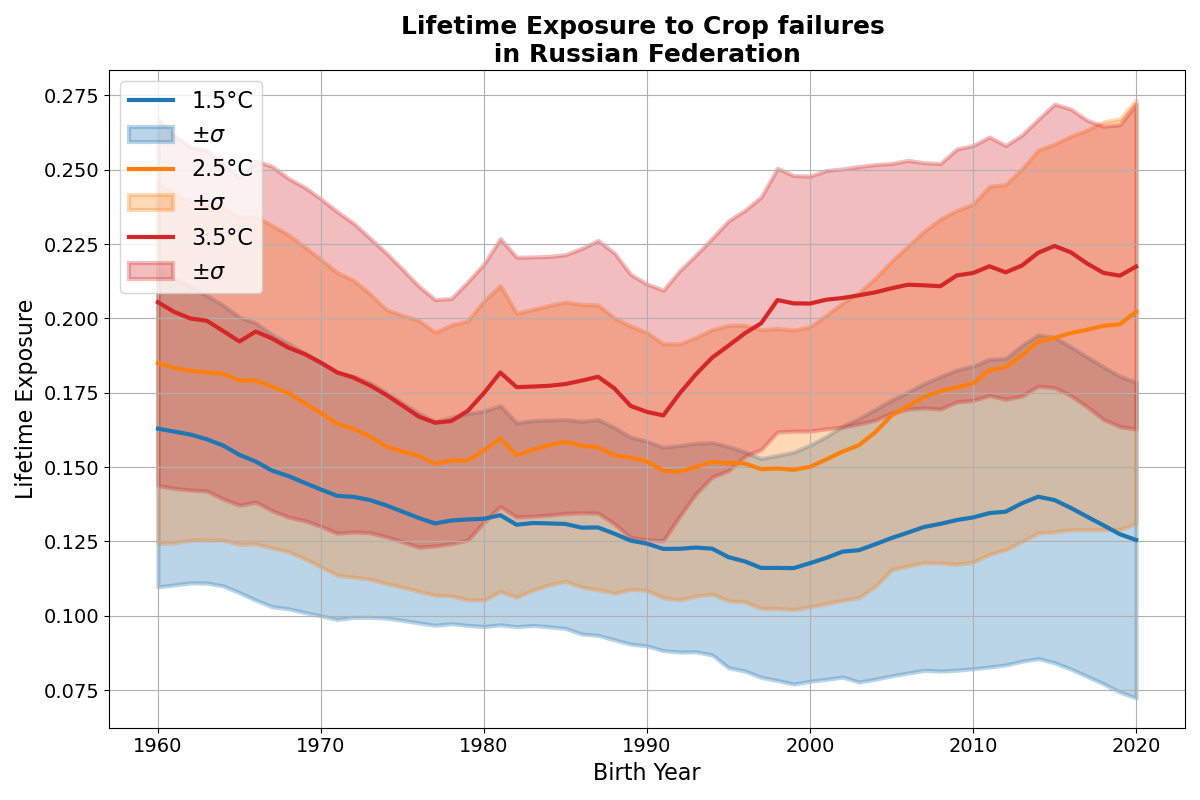 Lifetime Exposure to Crop failures
in Russian Federation
Lifetime Exposure
0.275
0.250
0.225
0.200
0.175
0.150
0.125
0.100
0.075
1.5°C
±σ
2.5°C
±σ
3.5°C
±σ
1960 1970 1980 1990 2000 2010 2020
Birth Year